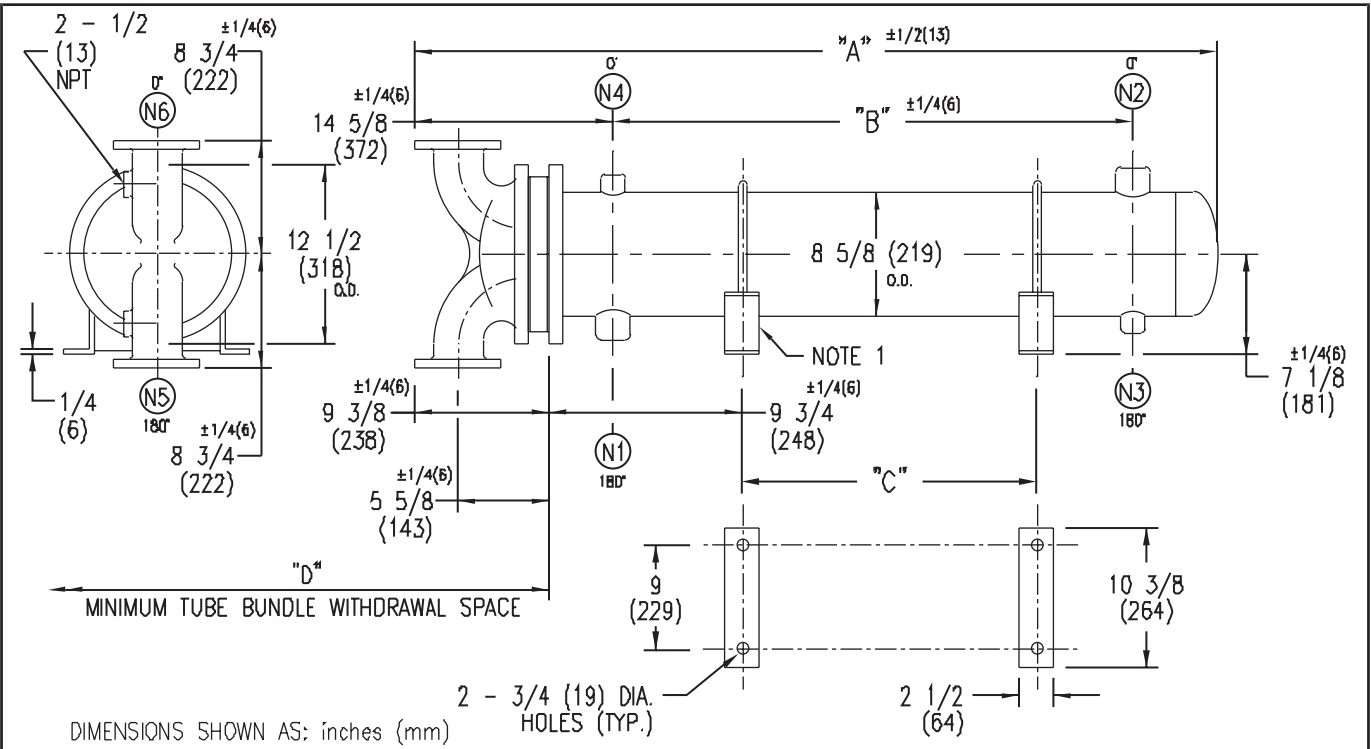 2 - 1/2
(13)
NPT
±1/4(6)
8 3/4
(222)
0°
N6
12 1/2
(318)
O.D.
1/4
(6)
N5
180°
±1/4(6)
8 3/4
(222)
"A" ±1/2(13)
±1/4(6)
14 5/8
(372)
0°
N4
"B" ±1/4(6)
0°
N2
8 5/8 (219)
O.D.
NOTE 1
±1/4(6)
7 1/8
(181)
±1/4(6)
9 3/8
(238)
±1/4(6)
9 3/4
(248)
N1
180°
N3
180°
±1/4(6)
5 5/8
(143)
"C"
"D"
MINIMUM TUBE BUNDLE WITHDRAWAL SPACE
9
(229)
10 3/8
(264)
2 - 3/4 (19) DIA.
HOLES (TYP.)
2 1/2
(64)
DIMENSIONS SHOWN AS: inches (mm)